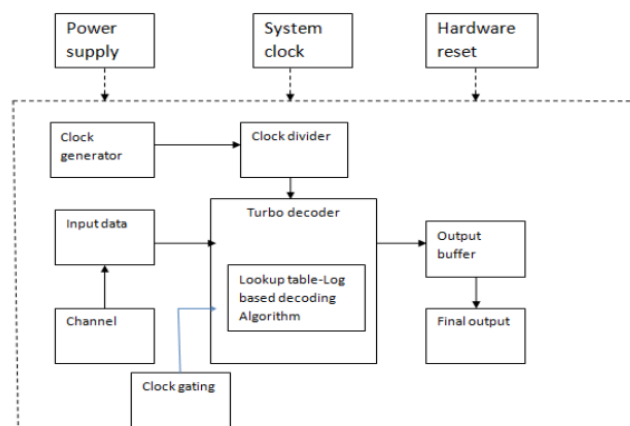 Power
supply
System
clock
Hardware
reset
Clock
generator
Clock divider
Input data
Turbo decoder
Output
buffer
Lookup table-Log
based decoding
Algorithm
Channel
Final output
Clock gating